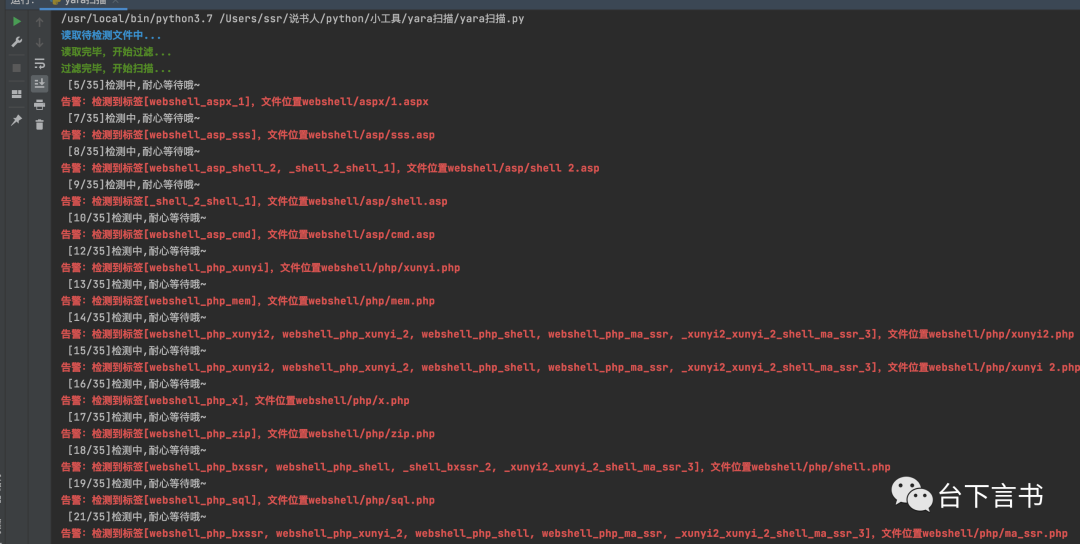 yara扫描
/usr/local/bin/python3.7 /Users/ssr/说书人/python/小工具/yara扫描/yara扫描.py
读取待检测文件中...
读取完毕，开始过滤...
过滤完毕，开始扫描...
[5/35]检测中,耐心等待哦~
告警：检测到标签[webshell_aspx_1]，文件位置webshell/aspx/1.aspx
[7/35]检测中,耐心等待哦~
告警：检测到标签[webshell_asp_sss]，文件位置webshell/asp/sss.asp
[8/35]检测中,耐心等待哦~
告警：检测到标签[webshell_asp_shell_2, _shell_2_shell_1]，文件位置webshell/asp/shell 2.asp
[9/35]检测中,耐心等待哦~
告警：检测到标签[_shell_2_shell_1]，文件位置webshell/asp/shell.asp
[10/35]检测中,耐心等待哦~
告警：检测到标签[webshell_asp_cmd]，文件位置webshell/asp/cmd.asp
[12/35]检测中,耐心等待哦~
告警：检测到标签[webshell_php_xunyi]，文件位置webshell/php/xunyi.php
[13/35]检测中,耐心等待哦~
告警：检测到标签[webshell_php_mem]，文件位置webshell/php/mem.php
[14/35]检测中,耐心等待哦~
告警：检测到标签[webshell_php_xunyi2, webshell_php_xunyi_2, webshell_php_shell, webshell_php_ma_ssr, _xunyi2_xunyi_2_shell_ma_ssr_3]，文件位置webshell/php/xunyi2.php
[15/35]检测中,耐心等待哦~
告警：检测到标签[webshell_php_xunyi2, webshell_php_xunyi_2, webshell_php_shell, webshell_php_ma_ssr, _xunyi2_xunyi_2_shell_ma_ssr_3]，文件位置webshell/php/xunyi 2.php
[16/35]检测中,耐心等待哦~
告警：检测到标签[webshell_php_x]，文件位置webshell/php/x.php
[17/35]检测中,耐心等待哦~
告警：检测到标签[webshell_php_zip]，文件位置webshell/php/zip.php
[18/35]检测中,耐心等待哦~
告警：检测到标签[webshell_php_bxssr, webshell_php_shell, _shell_bxssr_2, _xunyi2_xunyi_2_shell_ma_ssr_3]，文件位置webshell/php/shell.php
[19/35]检测中,耐心等待哦~
告警：检测到标签[webshell_php_sql]，文件位置webshell/php/sql.php
[21/35]检测中,耐心等待哦~
告警：检测到标签[webshell_php_bxssr, webshell_php_xunyi_2, webshell_php_shell, webshell_php_ma_ssr, _xunyi2_xunyi_2_shell_ma_ssr_3]，文件位置webshell/php/ma_ssr.php
台下言书